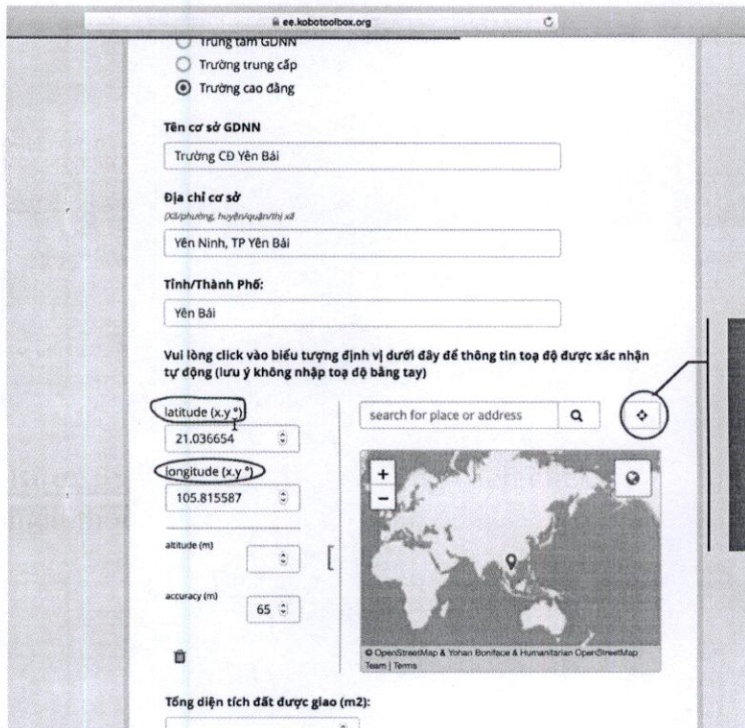 ee.kobotoolbox.org
Trung tâm GDNN
Trường trung cấp
Trường cao đẳng
Tên cơ sở GDNN
Trường CĐ Yên Bái
Địa chỉ cơ sở
(Xã/phường, huyện/quận/thị xã
Yên Ninh, TP Yên Bái
Tỉnh/Thành Phố:
Yên Bái
Vui lòng click vào biểu tượng định vị dưới đây để thông tin toạ độ được xác nhận
tự động (lưu ý không nhập toạ độ bằng tay)
latitude (x.y °)
21.036654
search for place or address
longitude (x.y °)
105.815587
+
−
altitude (m)
accuracy (m)
65
© OpenStreetMap & Yohan Boniface & Humanitarian OpenStreetMap
Team | Terms
Tổng diện tích đất được giao (m2):